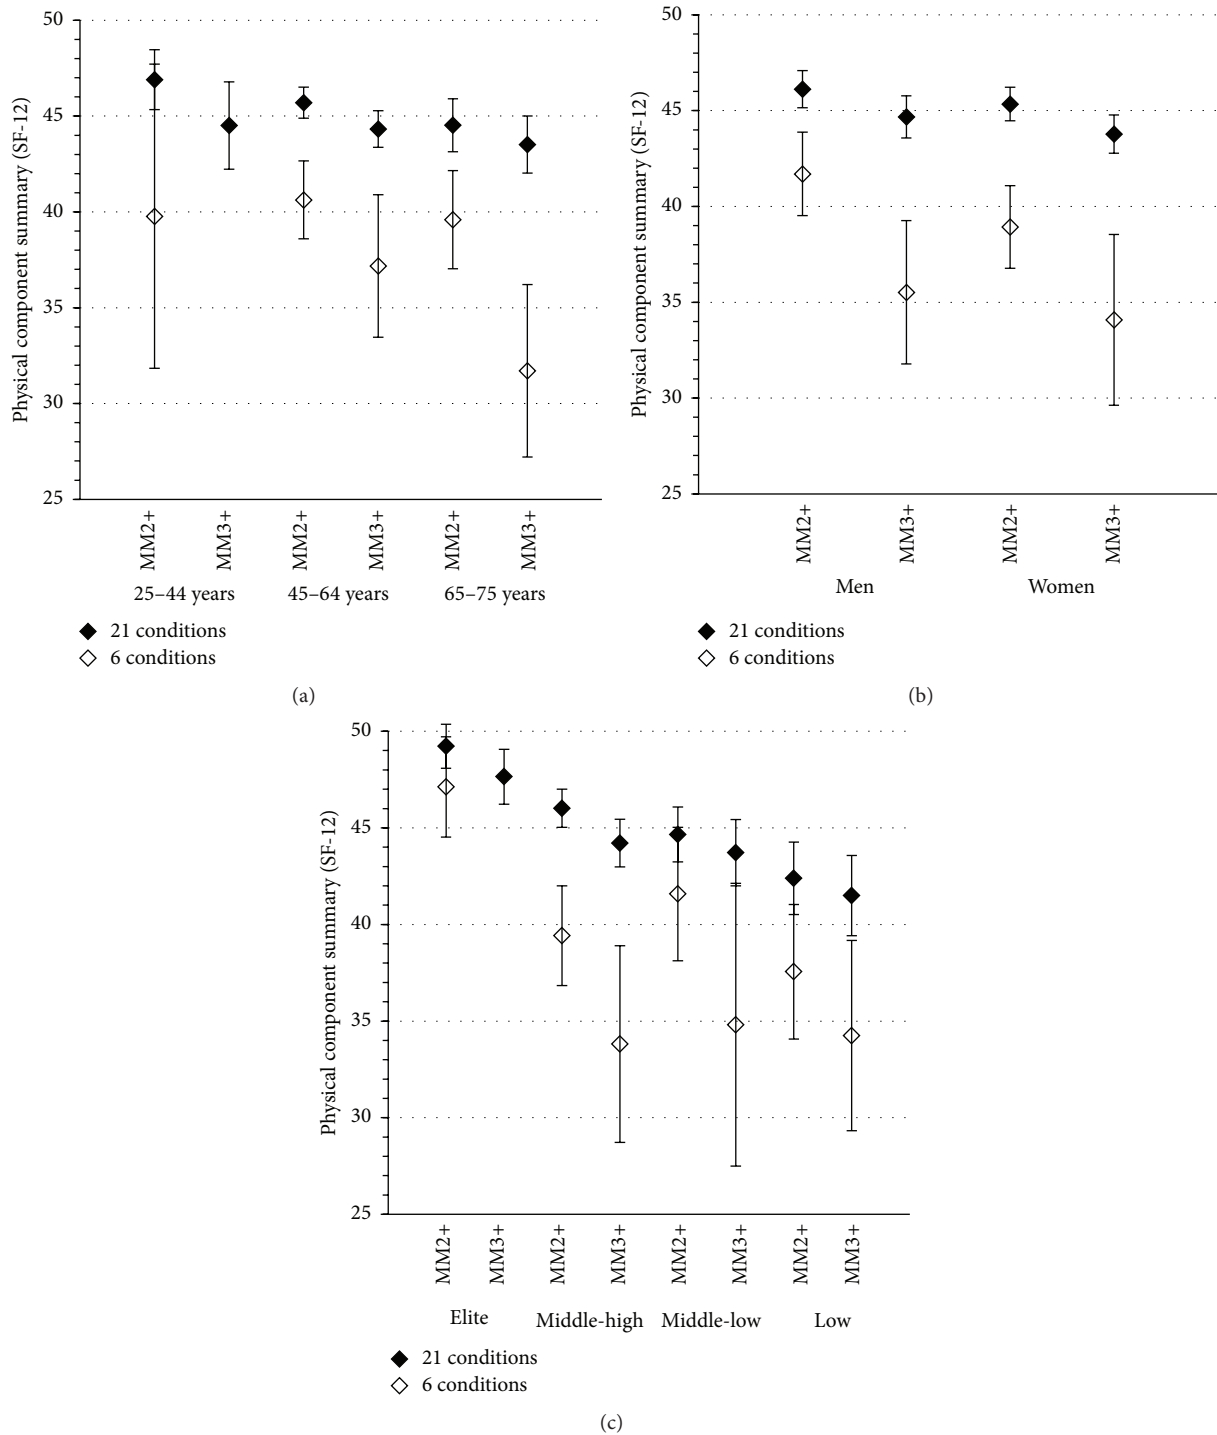 Physical component summary (SF-12)
50
45
40
35
30
25
MM2+
MM3+
MM2+
MM3+
MM2+
MM3+
25–44 years
45–64 years
65–75 years
21 conditions
6 conditions
(a)
Physical component summary (SF-12)
50
45
40
35
30
25
MM2+
MM3+
MM2+
MM3+
Men
Women
21 conditions
6 conditions
(b)
Physical component summary (SF-12)
50
45
40
35
30
25
MM2+
MM3+
MM2+
MM3+
MM2+
MM3+
MM2+
MM3+
Elite
Middle-high
Middle-low
Low
21 conditions
6 conditions
(c)